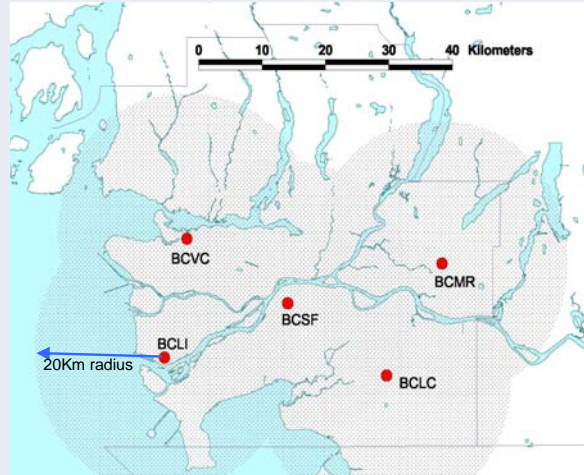 0 10 20 30 40 Kilometers
BCVC
BCMR
BCSF
BCLI
20Km radius
BCLC